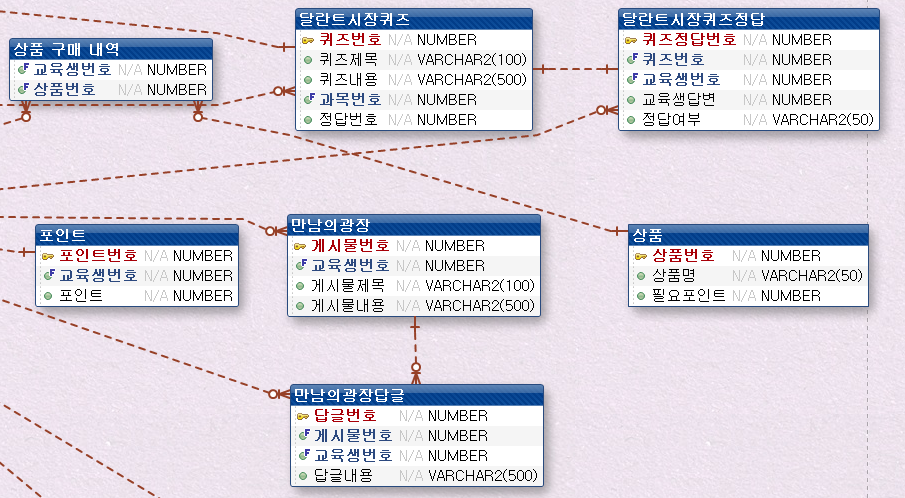 상품 구매 내역
교육생번호 N/A NUMBER
상품번호 N/A NUMBER
달란트시장퀴즈
퀴즈번호 N/A NUMBER
퀴즈제목 N/A VARCHAR2(100)
퀴즈내용 N/A VARCHAR2(500)
과목번호 N/A NUMBER
정답번호 N/A NUMBER
달란트시장퀴즈정답
퀴즈정답번호 N/A NUMBER
퀴즈번호 N/A NUMBER
교육생번호 N/A NUMBER
교육생답변 N/A NUMBER
정답여부 N/A VARCHAR2(50)
포인트
포인트번호 N/A NUMBER
교육생번호 N/A NUMBER
포인트 N/A NUMBER
만남의광장
게시물번호 N/A NUMBER
교육생번호 N/A NUMBER
게시물제목 N/A VARCHAR2(100)
게시물내용 N/A VARCHAR2(500)
상품
상품번호 N/A NUMBER
상품명 N/A VARCHAR2(50)
필요포인트 N/A NUMBER
만남의광장답글
답글번호 N/A NUMBER
게시물번호 N/A NUMBER
교육생번호 N/A NUMBER
답글내용 N/A VARCHAR2(500)